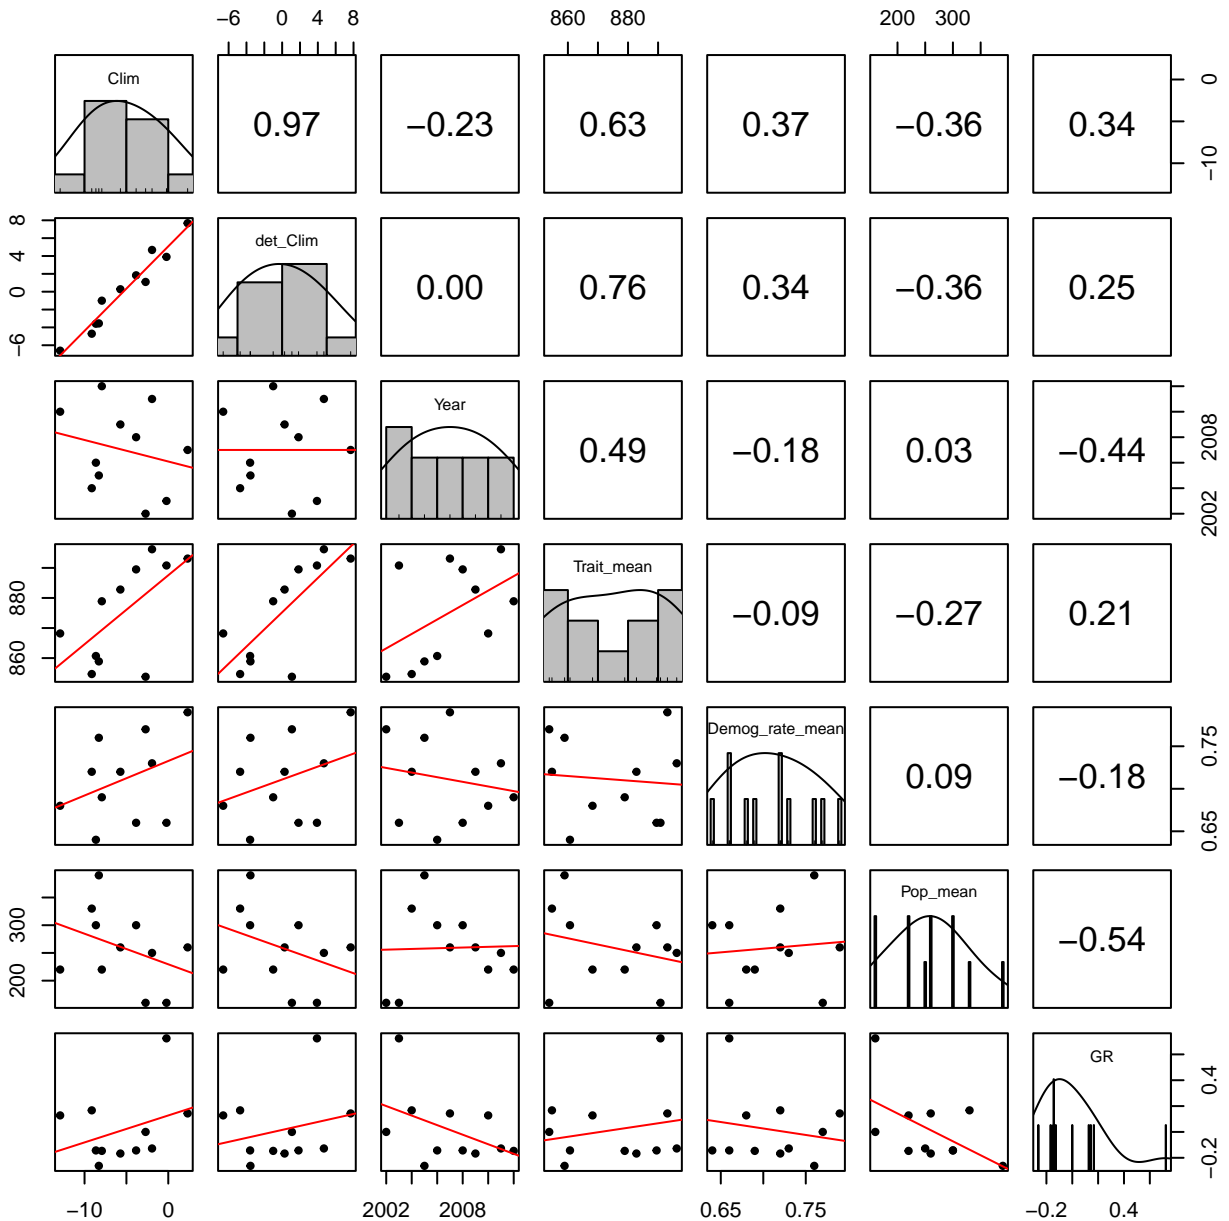 −6 0 4 8 860 880 200 300
Clim 0.97 −0.23 0.63 0.37 −0.36 0.34 −10 0
−6 0 4 8 det_Clim 0.00 0.76 0.34 −0.36 0.25
Year 0.49 −0.18 0.03 −0.44 2002 2008
860 880 Trait_mean −0.09 −0.27 0.21
Demog_rate_mean 0.09 −0.18 0.65 0.75
200 300 Pop_mean −0.54
GR −0.2 0.4
−10 0 2002 2008 0.65 0.75 −0.2 0.4